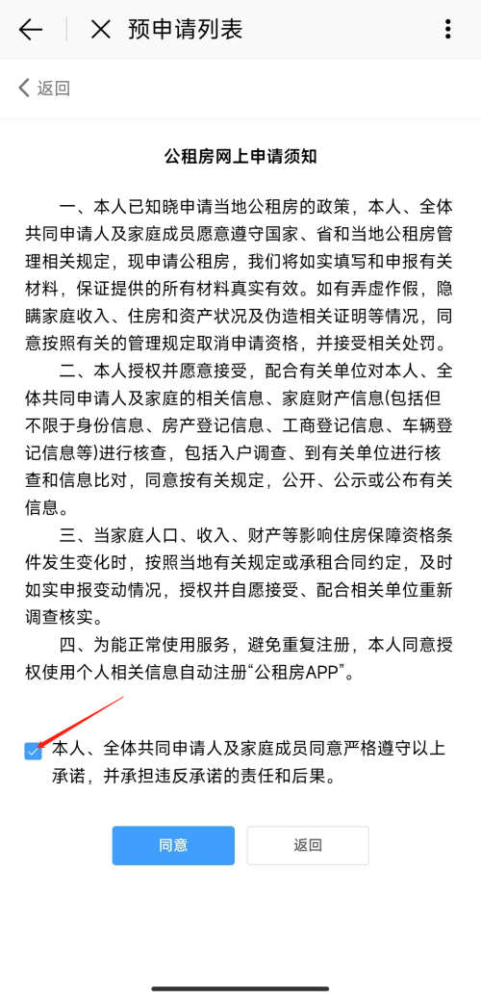 预申请列表
返回
公租房网上申请须知
一、本人已知晓申请当地公租房的政策，本人、全体
共同申请人及家庭成员愿意遵守国家、省和当地公租房管
理相关规定，现申请公租房，我们将如实填写和申报有关
材料，保证提供的所有材料真实有效。如有弄虚作假，隐
瞒家庭收入、住房和资产状况及伪造相关证明等情况，同
意按照有关的管理规定取消申请资格，并接受相关处罚。
二、本人授权并愿意接受，配合有关单位对本人、全
体共同申请人及家庭的相关信息、家庭财产信息(包括但
不限于身份信息、房产登记信息、工商登记信息、车辆登
记信息等)进行核查，包括入户调查、到有关单位进行核
查和信息比对，同意按有关规定，公开、公示或公布有关
信息。
三、当家庭人口、收入、财产等影响住房保障资格条
件发生变化时，按照当地有关规定或承租合同约定，及时
如实申报变动情况，授权并自愿接受、配合相关单位重新
调查核实。
四、为能正常使用服务，避免重复注册，本人同意授
权使用个人相关信息自动注册“公租房APP”。
本人、全体共同申请人及家庭成员同意严格遵守以上
承诺，并承担违反承诺的责任和后果。
同意
返回